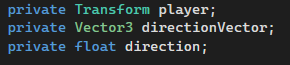 private Transform player;
private Vector3 directionVector;
private float direction;